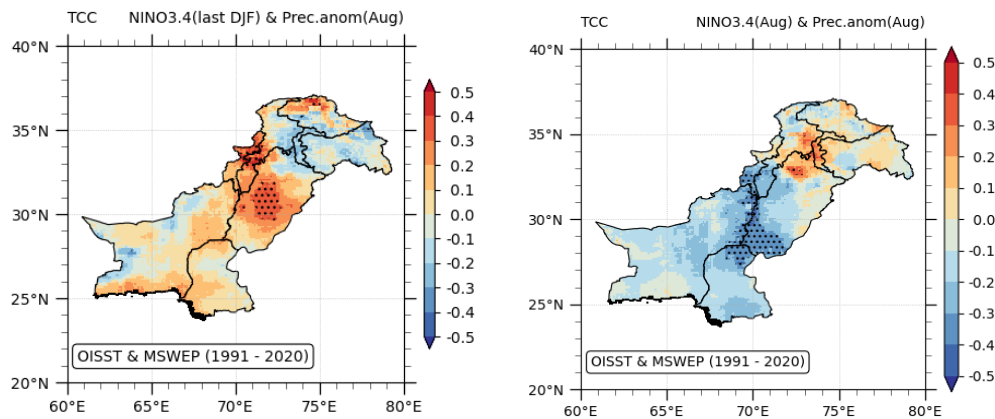 TCC NINO3.4(last DJF) & Prec.anom(Aug)
40°N
35°N
30°N
25°N
20°N
60°E 65°E 70°E 75°E 80°E
OISST & MSWEP (1991 - 2020)
0.5
0.4
0.3
0.2
0.1
0.0
-0.1
-0.2
-0.3
-0.4
-0.5
TCC NINO3.4(Aug) & Prec.anom(Aug)
40°N
35°N
30°N
25°N
20°N
60°E 65°E 70°E 75°E 80°E
OISST & MSWEP (1991 - 2020)
0.5
0.4
0.3
0.2
0.1
0.0
-0.1
-0.2
-0.3
-0.4
-0.5